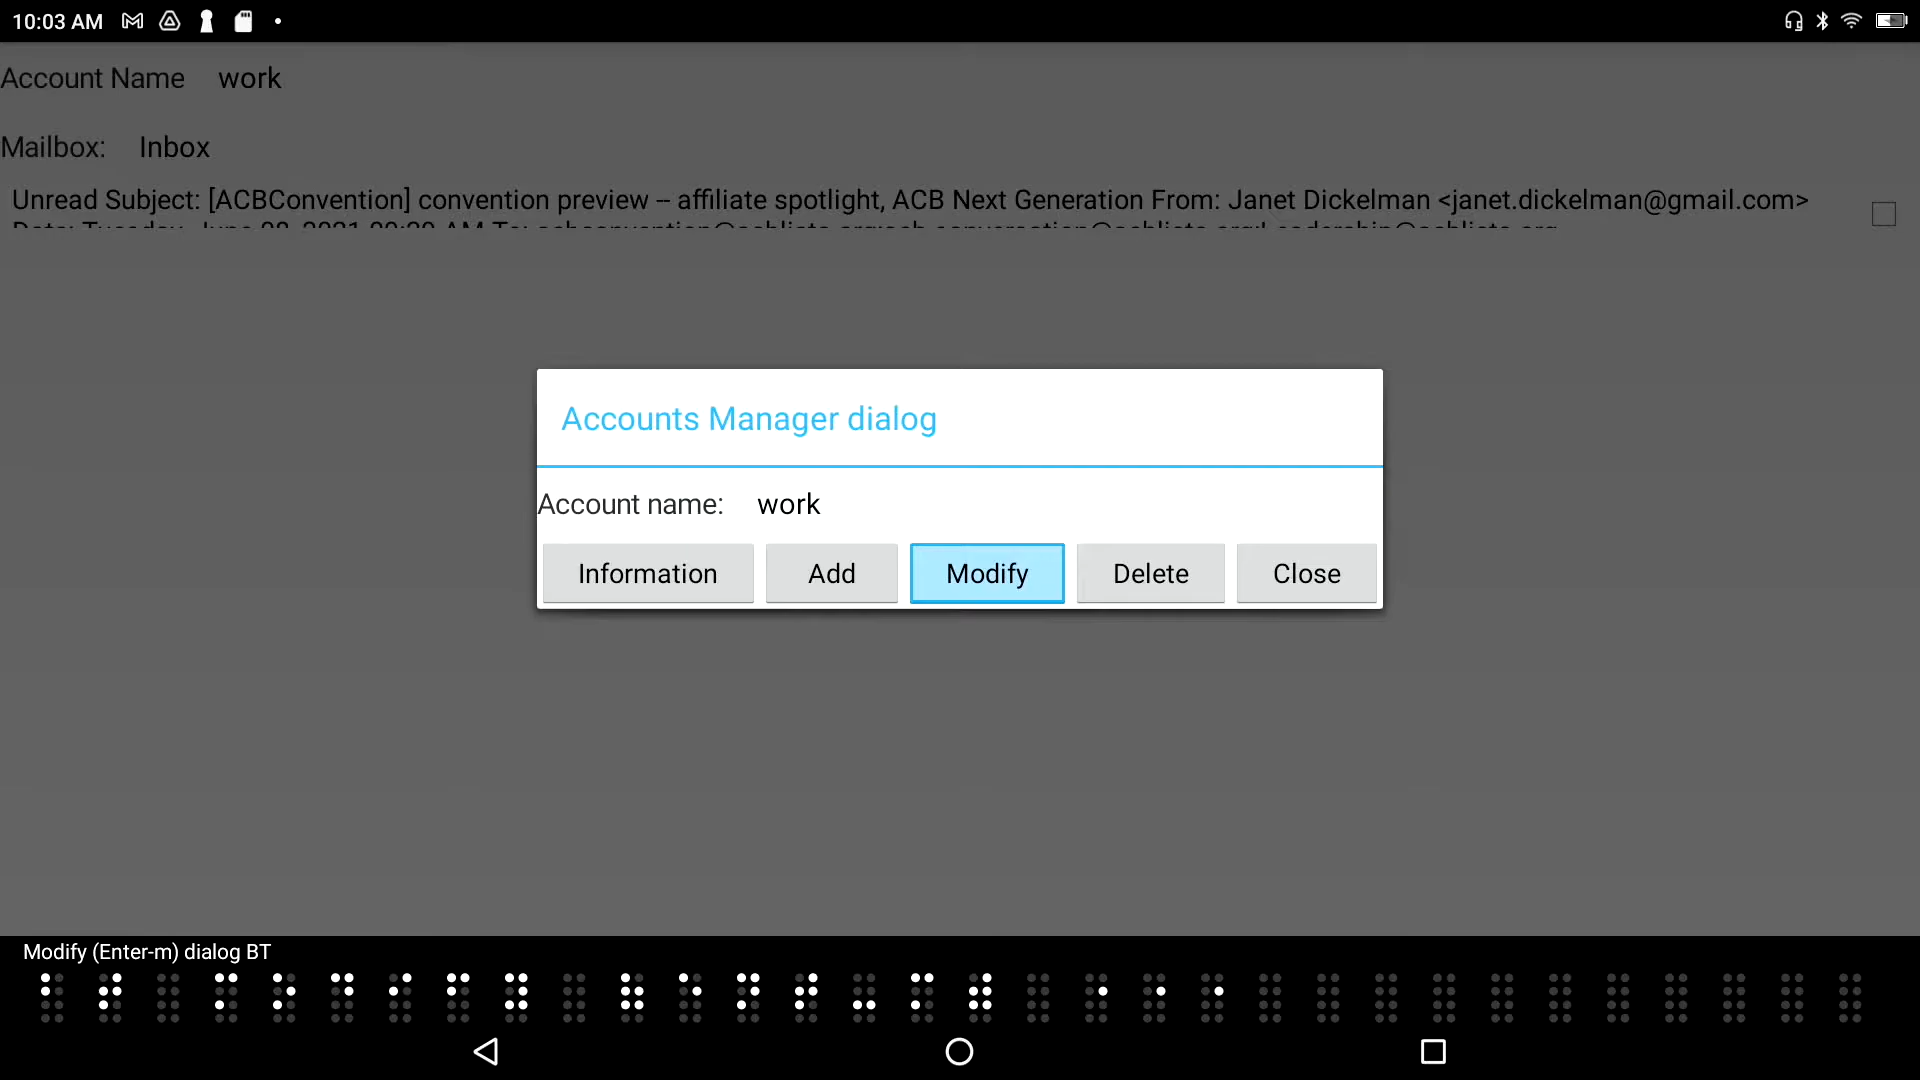 10:03 AM
Account Name work
Mailbox: Inbox
Unread Subject: [ACBConvention] convention preview -- affiliate spotlight, ACB Next Generation From: Janet Dickelman <janet.dickelman@gmail.com>
Accounts Manager dialog
Account name: work
Information Add Modify Delete Close
Modify (Enter-m) dialog BT